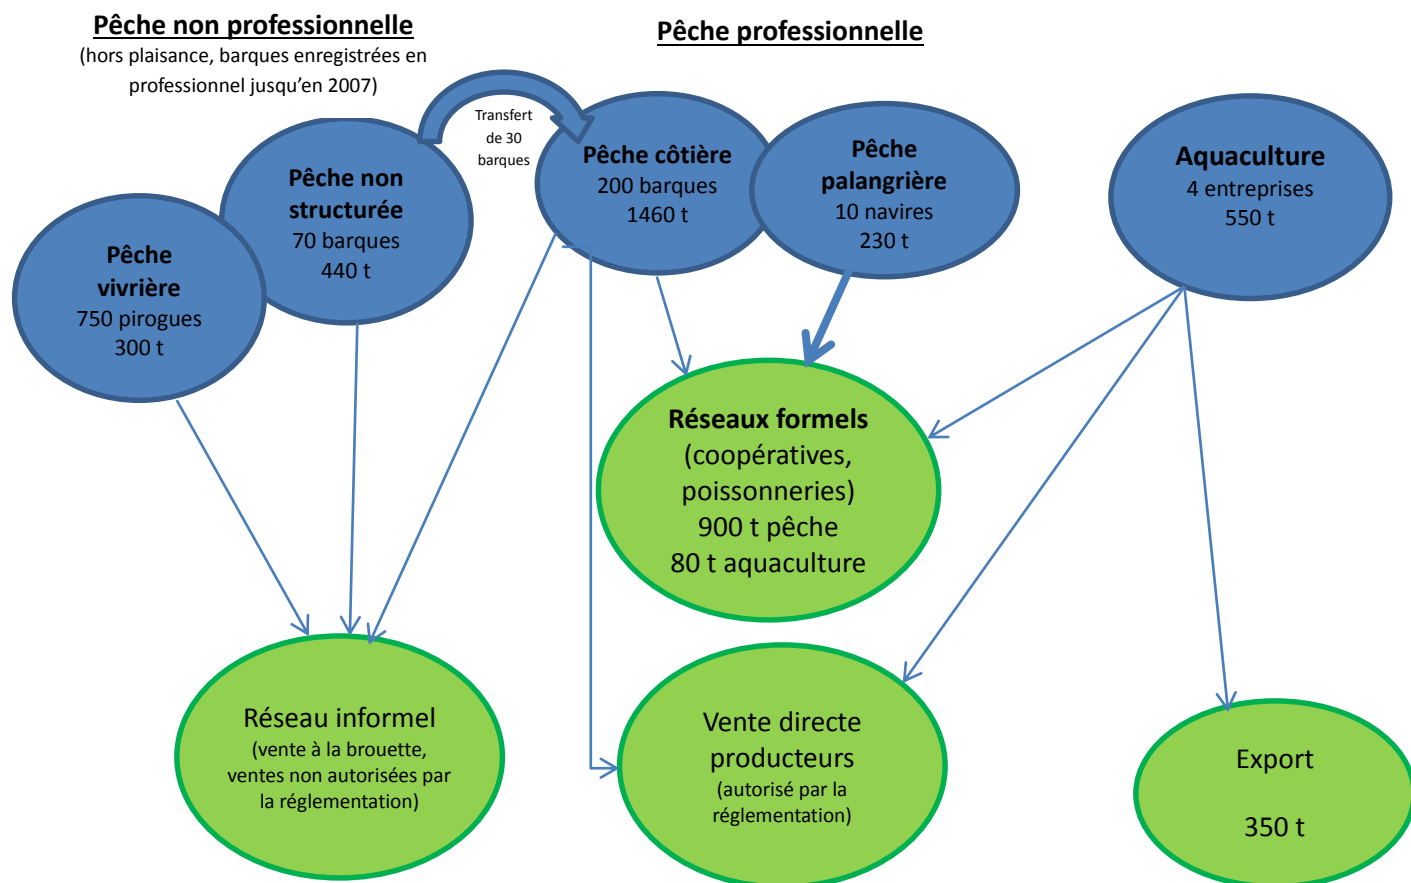 Pêche non professionnelle
(hors plaisance, barques enregistrées en
professionnel jusqu'en 2007)
Pêche professionnelle
Transfert
de 30
barques
Pêche
vivrière
750 pirogues
300 t
Pêche non
structurée
70 barques
440 t
Pêche côtière
200 barques
1460 t
Pêche
palangrière
10 navires
230 t
Aquaculture
4 entreprises
550 t
Réseaux formels
(coopératives,
poissonneries)
900 t pêche
80 t aquaculture
Réseau informel
(vente à la brouette,
ventes non autorisées par
la réglementation)
Vente directe
producteurs
(autorisé par la
réglementation)
Export
350 t